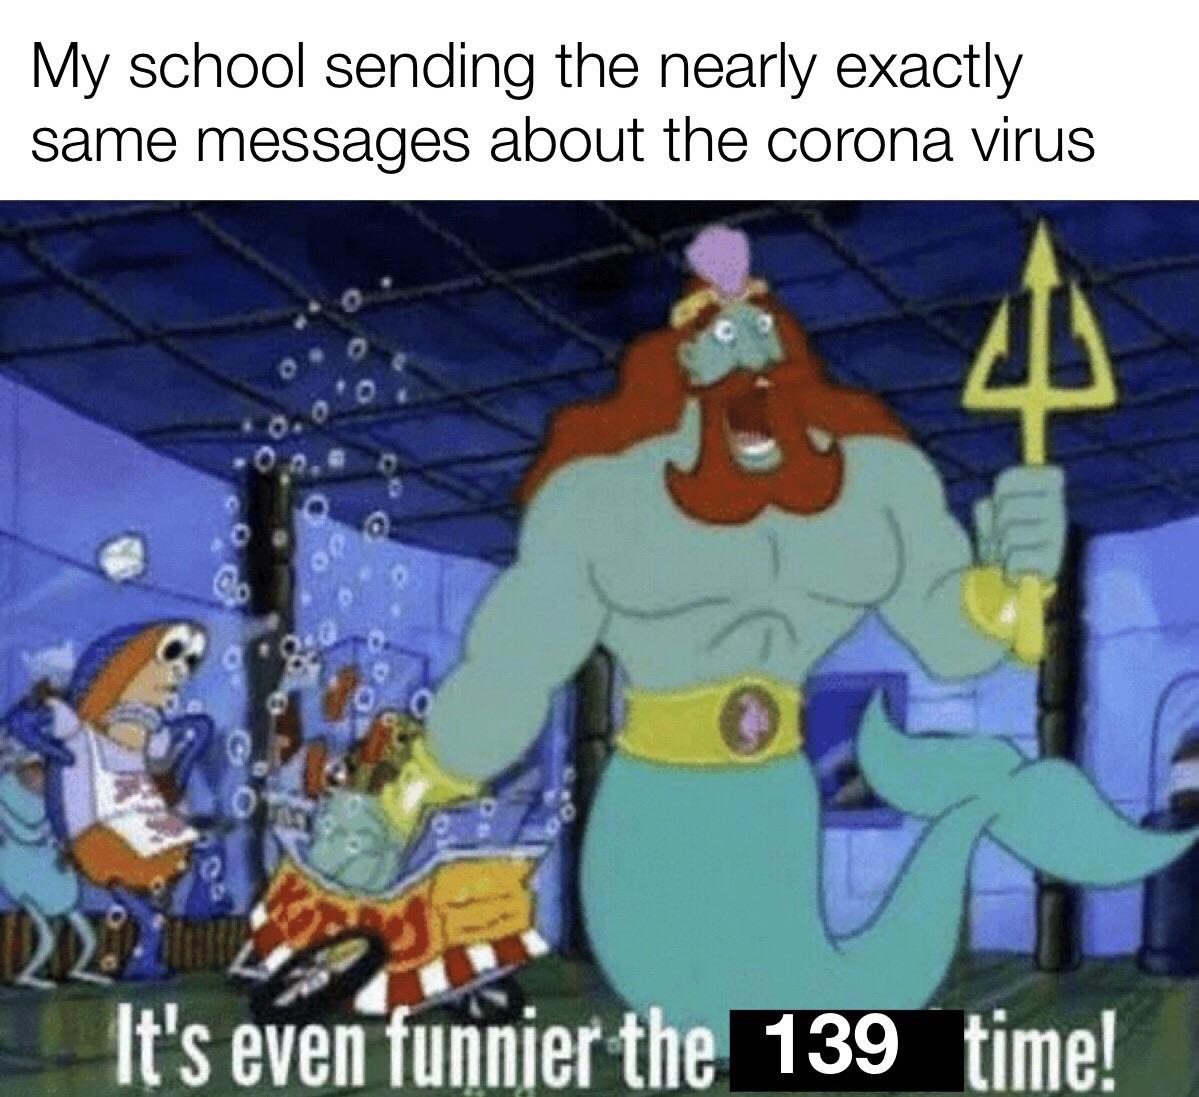 My school sending the nearly exactly
same messages about the corona virus
It's even funnier the 139 time!